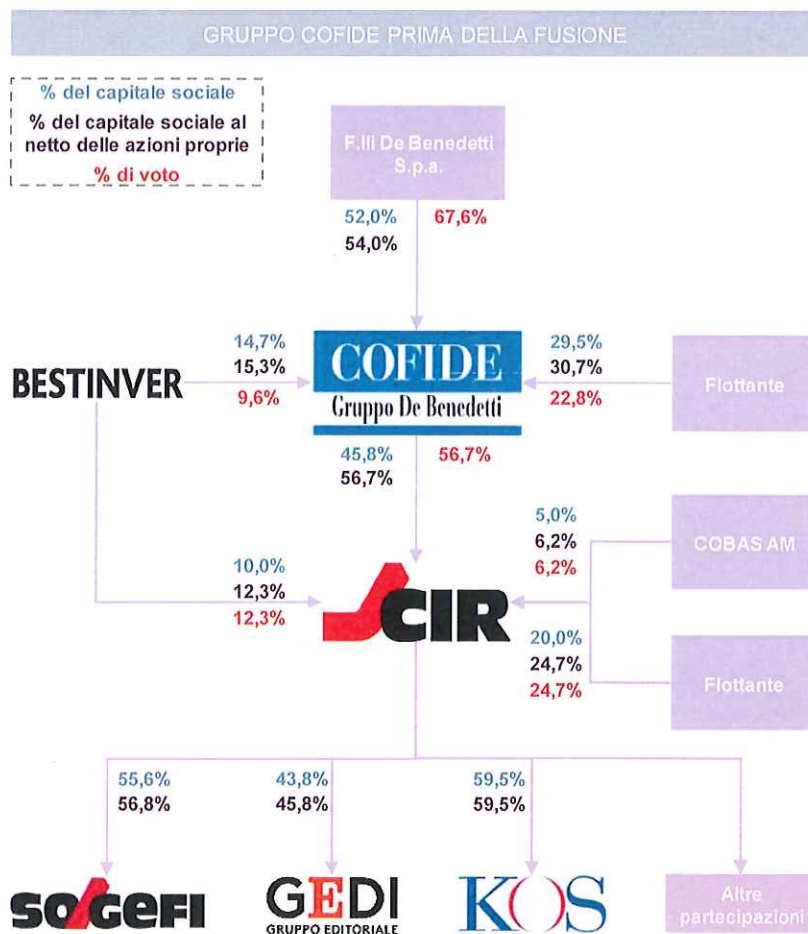 GRUPPO COFIDE PRIMA DELLA FUSIONE
% del capitale sociale
% del capitale sociale al
netto delle azioni proprie
% di voto
F.lli De Benedetti
S.p.a.
52,0% 67,6%
54,0%
BESTINVER
14,7%
15,3%
9,6%
COFIDE
Gruppo De Benedetti
29,5%
30,7%
22,8%
Flottante
45,8% 56,7%
56,7%
10,0%
12,3%
12,3%
CIR
5,0%
6,2%
6,2%
COBAS AM
20,0%
24,7%
24,7%
Flottante
55,6%
56,8%
43,8%
45,8%
59,5%
59,5%
SOGEFI
GEDI
GRUPPO EDITORIALE
KOS
Altre
partecipazioni